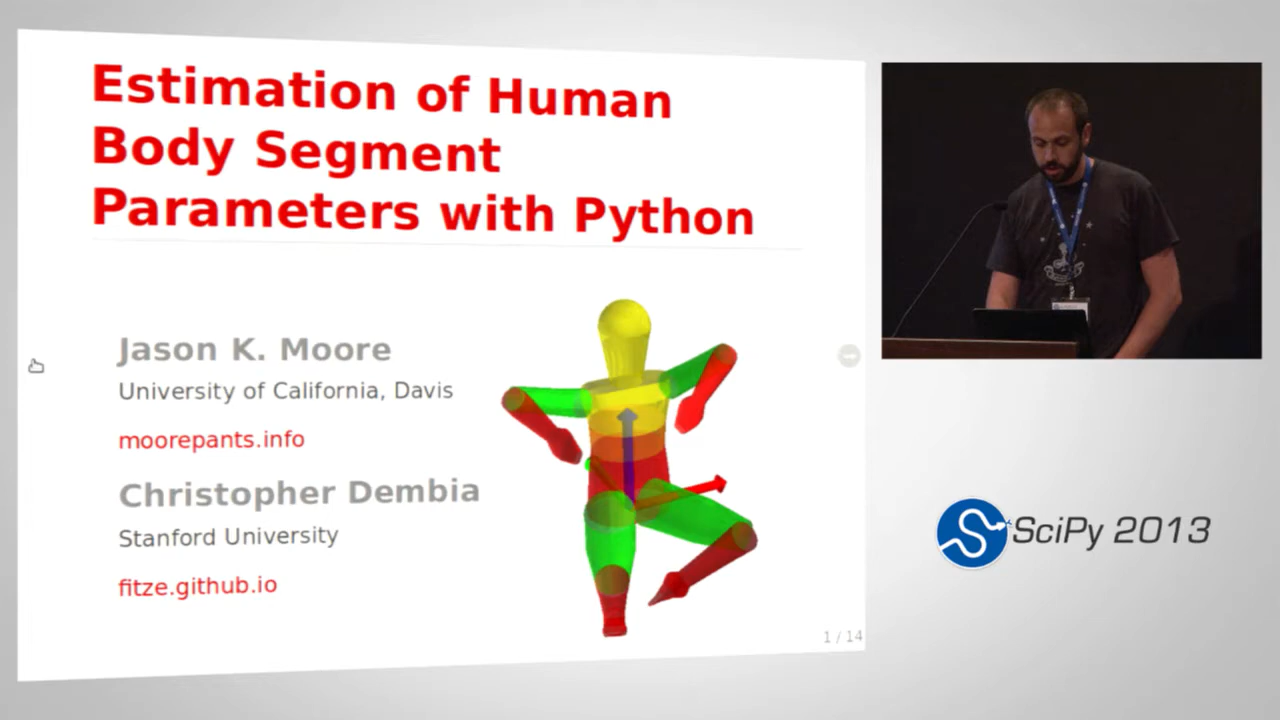 Estimation of Human
Body Segment
Parameters with Python
Jason K. Moore
University of California, Davis
moorepants.info
Christopher Dembia
Stanford University
fitze.github.io
1 / 14
SciPy 2013